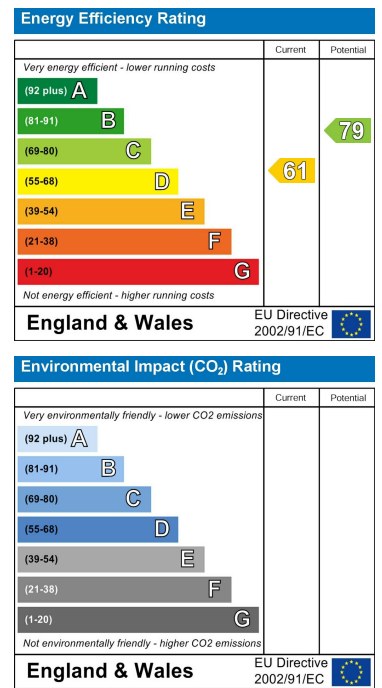 Energy Efficiency Rating
Current Potential
Very energy efficient - lower running costs
(92 plus) A
(81-91) B
(69-80) C
(55-68) D
(39-54) E
(21-38) F
(1-20) G
61
79
Not energy efficient - higher running costs
England & Wales
EU Directive
2002/91/EC
Environmental Impact (CO₂) Rating
Current Potential
Very environmentally friendly - lower CO2 emissions
(92 plus) A
(81-91) B
(69-80) C
(55-68) D
(39-54) E
(21-38) F
(1-20) G
Not environmentally friendly - higher CO2 emissions
England & Wales
EU Directive
2002/91/EC